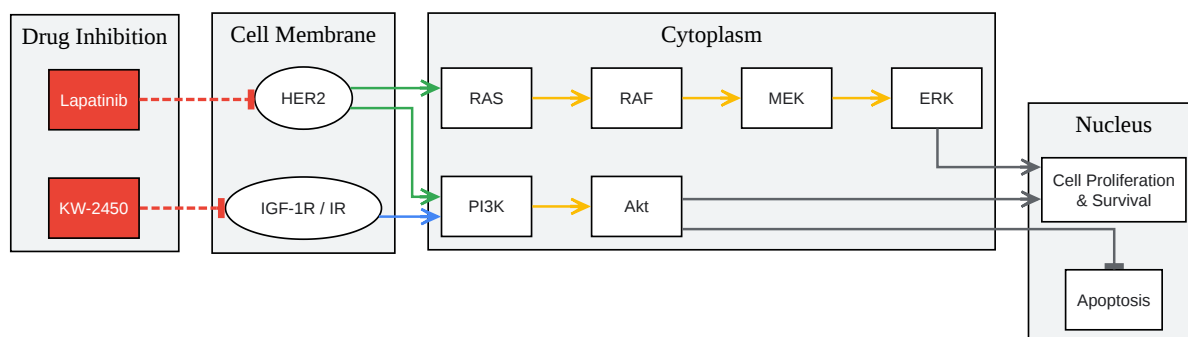 Drug Inhibition
Lapatinib
KW-2450
Cell Membrane
HER2
IGF-1R / IR
Cytoplasm
RAS
RAF
MEK
ERK
PI3K
Akt
Nucleus
Cell Proliferation
& Survival
Apoptosis